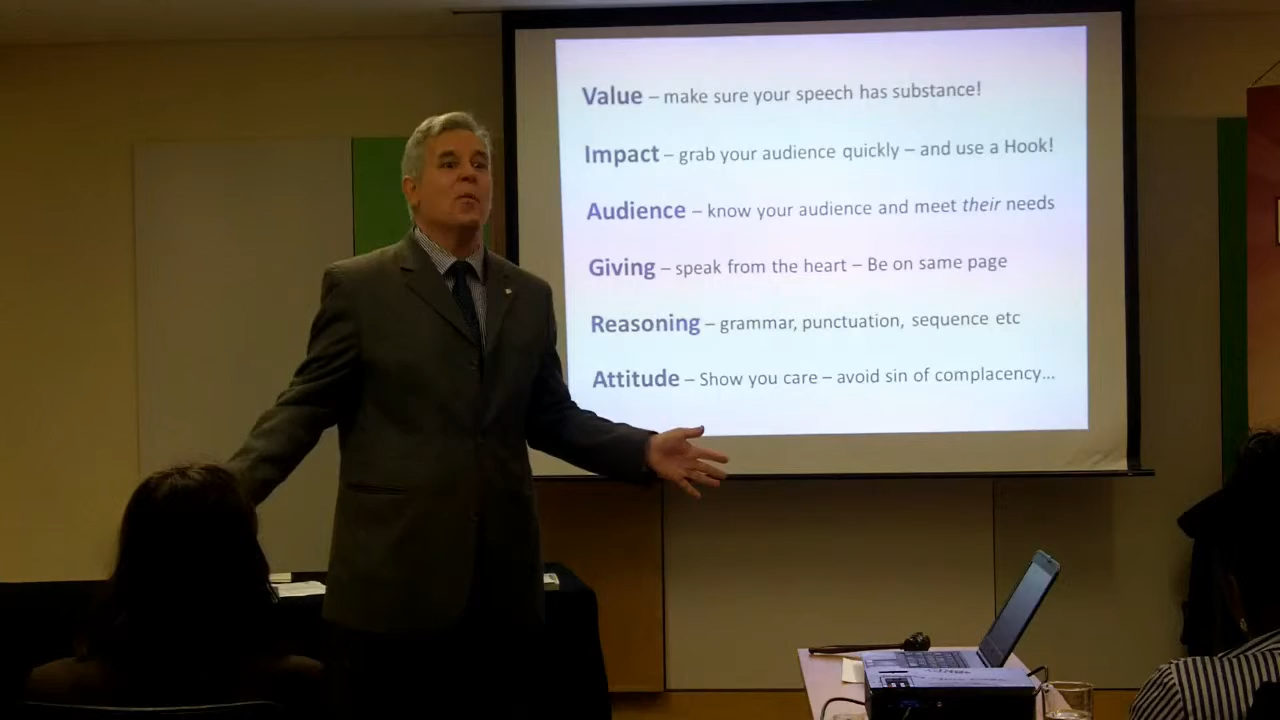 Value – make sure your speech has substance!
Impact – grab your audience quickly – and use a Hook!
Audience – know your audience and meet their needs
Giving – speak from the heart – Be on same page
Reasoning – grammar, punctuation, sequence etc
Attitude – Show you care – avoid sin of complacency...